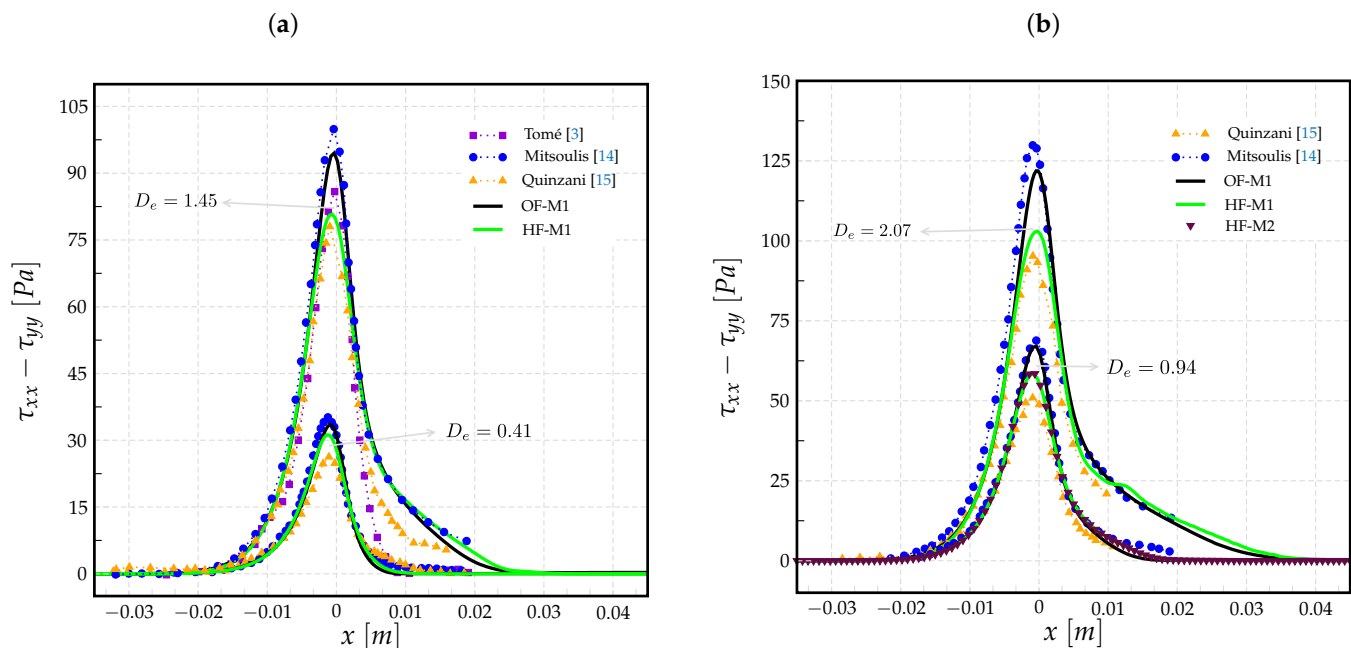 (a)
105
90
75
60
45
30
15
0
τxx − τyy [Pa]
Tomé [3]
Mitsoulis [14]
Quinzani [15]
OF-M1
HF-M1
De = 1.45
De = 0.41
−0.03
−0.02
−0.01
0
0.01
0.02
0.03
0.04
x [m]
(b)
150
125
100
75
50
25
0
τxx − τyy [Pa]
Quinzani [15]
Mitsoulis [14]
OF-M1
HF-M1
HF-M2
De = 2.07
De = 0.94
−0.03
−0.02
−0.01
0
0.01
0.02
0.03
0.04
x [m]